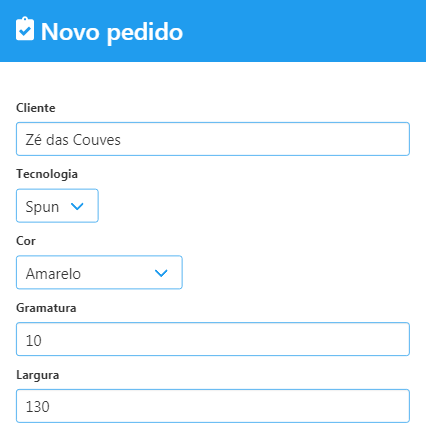 Novo pedido
Cliente
Zé das Couves
Tecnologia
Spun
Cor
Amarelo
Gramatura
10
Largura
130